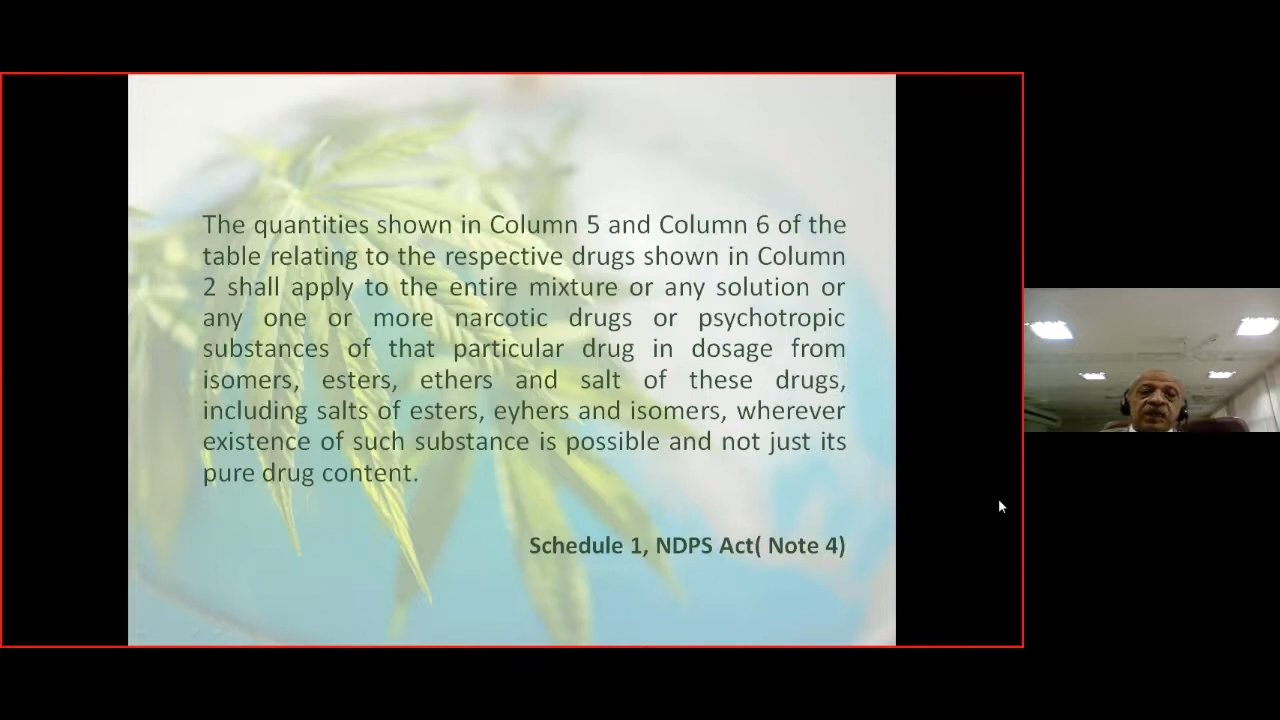 The quantities shown in Column 5 and Column 6 of the
table relating to the respective drugs shown in Column
2 shall apply to the entire mixture or any solution or
any one or more narcotic drugs or psychotropic
substances of that particular drug in dosage from
isomers, esters, ethers and salt of these drugs,
including salts of esters, eyhers and isomers, wherever
existence of such substance is possible and not just its
pure drug content.
Schedule 1, NDPS Act( Note 4)